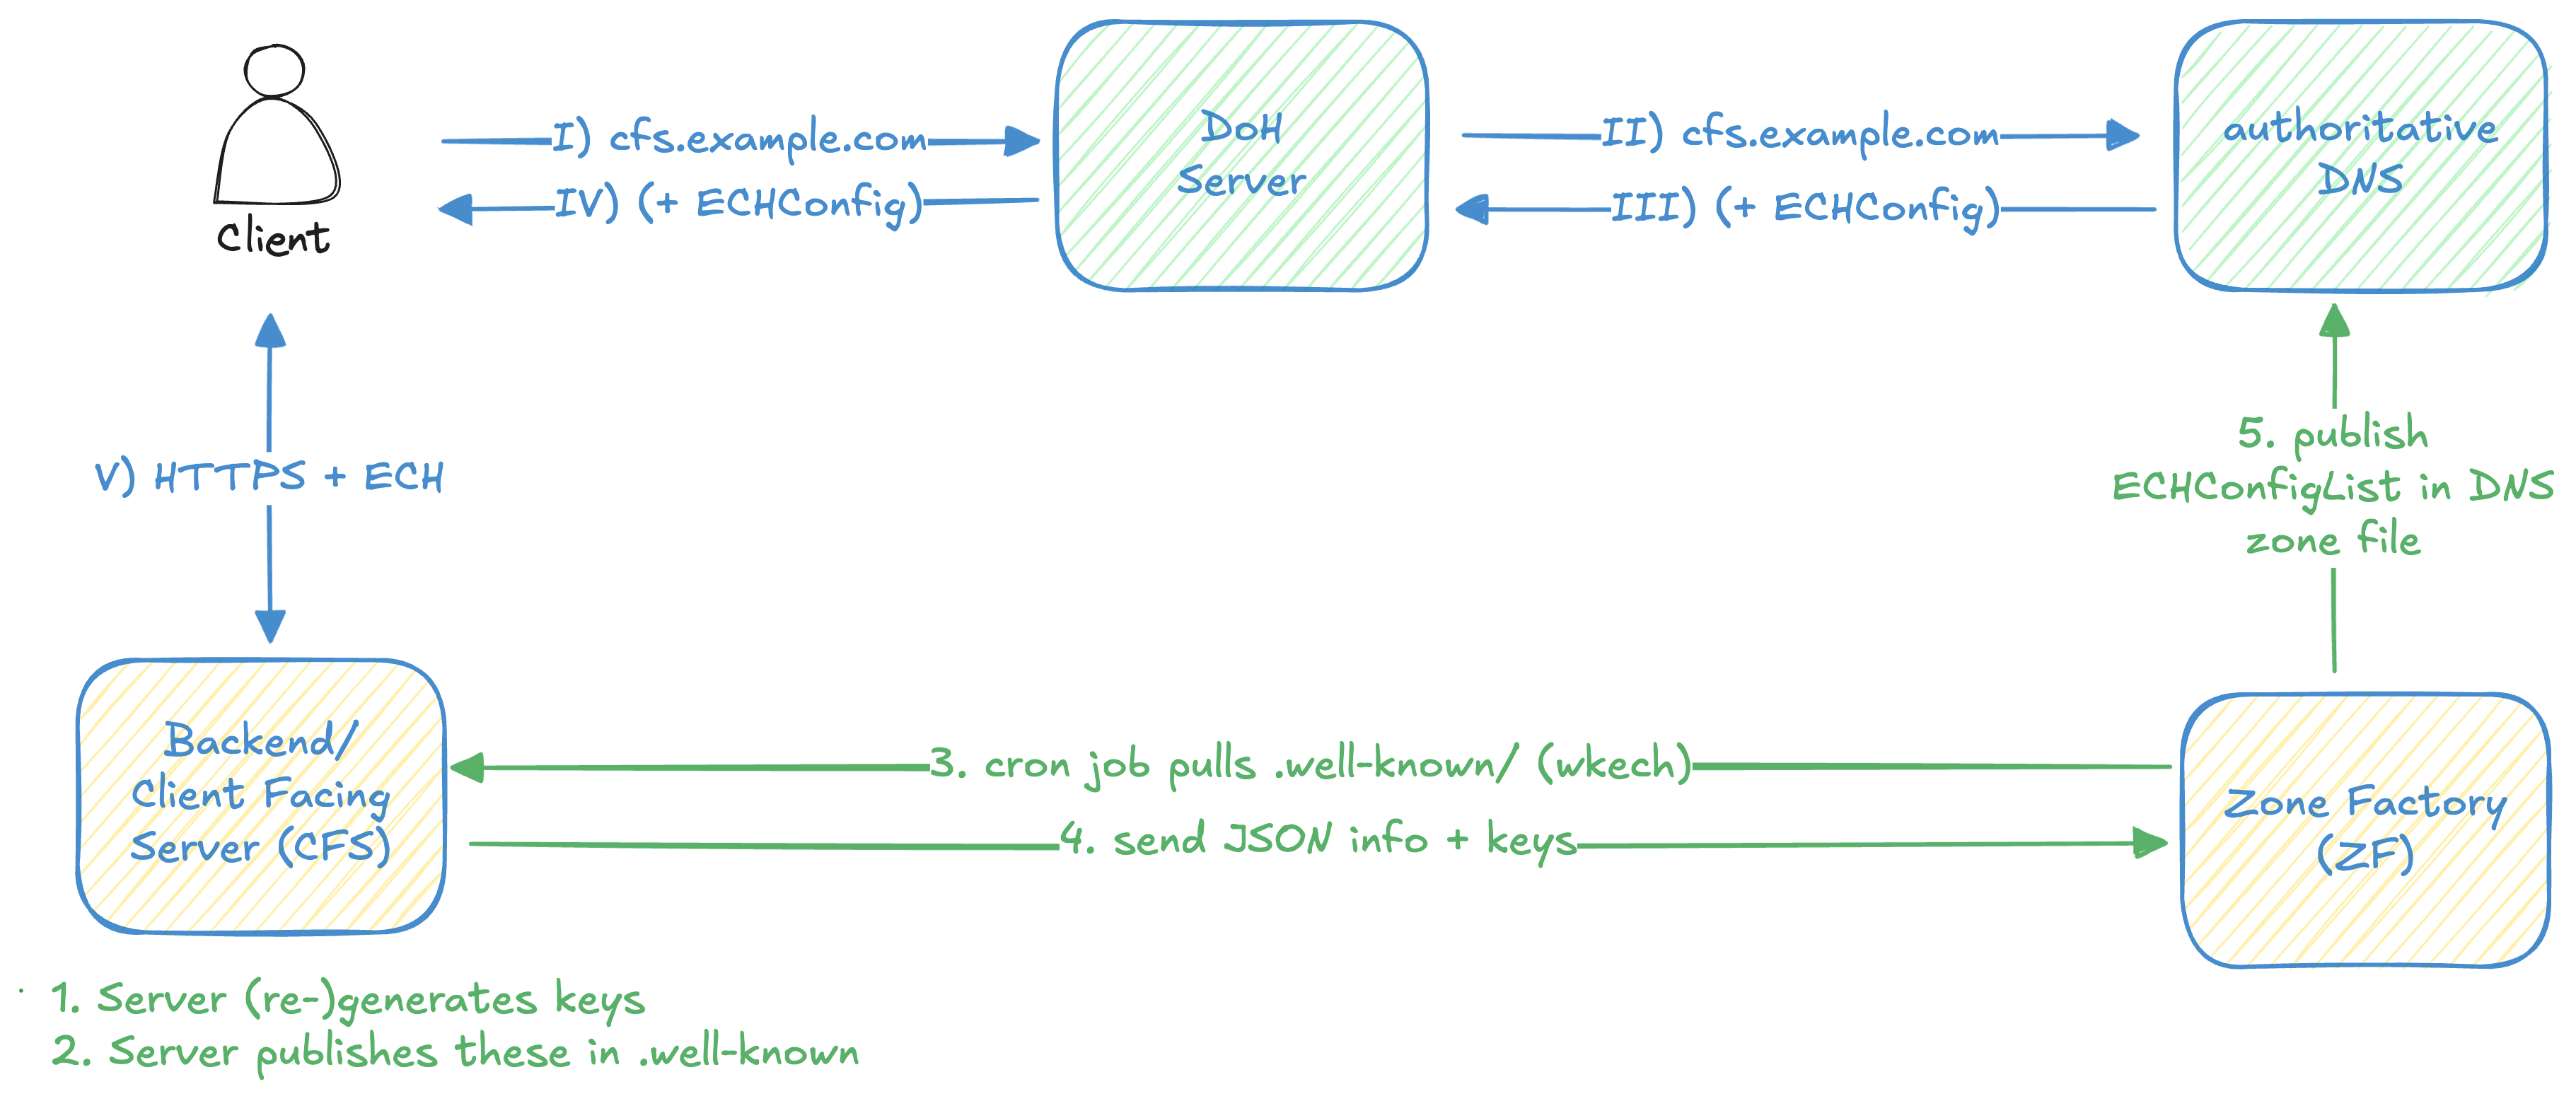 I) cfs.example.com
IV) (+ ECHConfig)
Client
DoH
Server
II) cfs.example.com
III) (+ ECHConfig)
authoritative
DNS
V) HTTPS + ECH
5. publish
ECHConfigList in DNS
zone file
Backend/
Client Facing
Server (CFS)
3. cron job pulls .well-known/ (wkech)
4. send JSON info + keys
Zone Factory
(ZF)
1. Server (re-)generates keys
2. Server publishes these in .well-known